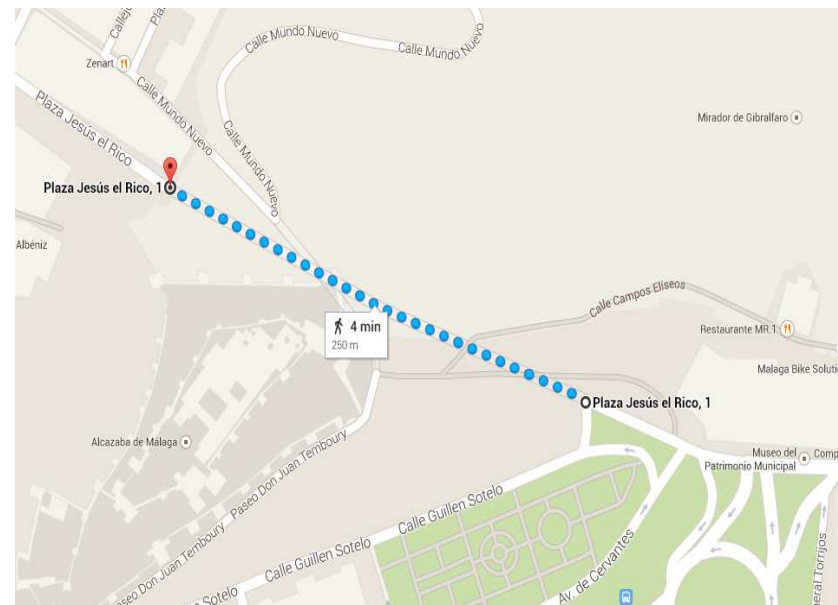 Calle Mundo Nuevo
Calle Mundo Nuevo
Zenart
Calle Mundo Nuevo
Plaza Jesús el Rico
Calle Mundo Nuevo
Mirador de Gibralfaro
Plaza Jesús el Rico, 1
Albéniz
Calle Campos Elíseos
4 min
250 m
Restaurante MR.1
Malaga Bike
Plaza Jesús el Rico, 1
Alcazaba de Málaga
Paseo Don Juan Temboury
Museo del
Patrimonio Municipal
Calle Guillen Sotelo
Calle Guillen Sotelo
Av. de Cervantes
Torrijos
Don Juan Temboury
Sotelo